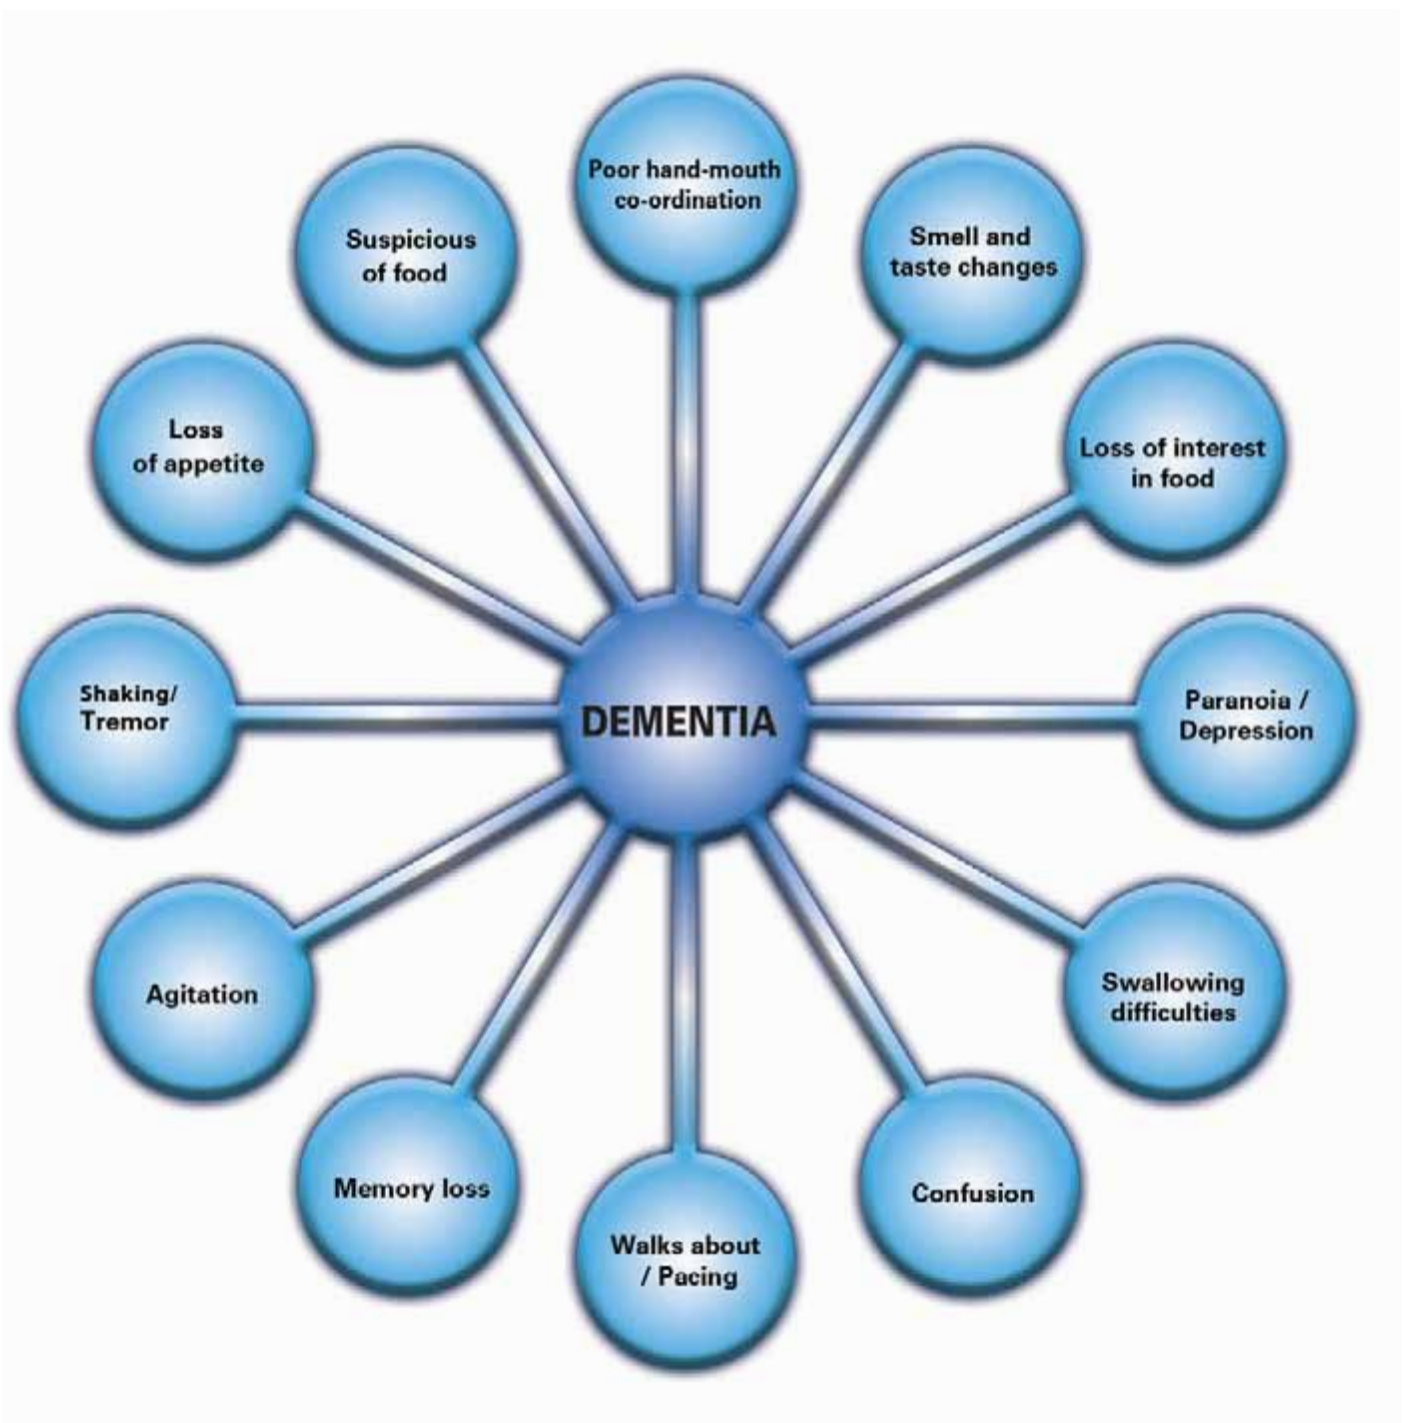 Poor hand-mouth
co-ordination
Smell and
taste changes
Loss of interest
in food
Paranoia /
Depression
Swallowing
difficulties
Confusion
Walks about
/ Pacing
Memory loss
Agitation
Shaking/
Tremor
Loss
of appetite
Suspicious
of food
DEMENTIA